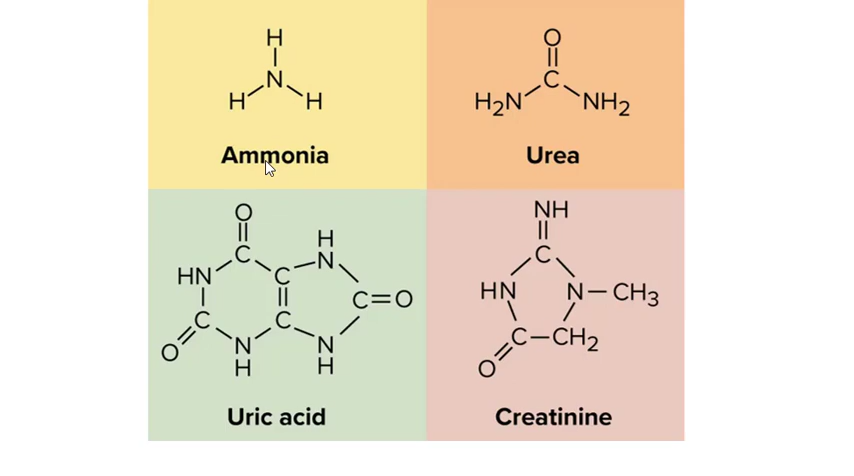 H
N
H H
Ammonia
O
C
H₂N NH₂
Urea
O
H
C N
HN C
C=O
C C
O N N
H H
Uric acid
NH
C
HN N–CH₃
C–CH₂
O
Creatinine